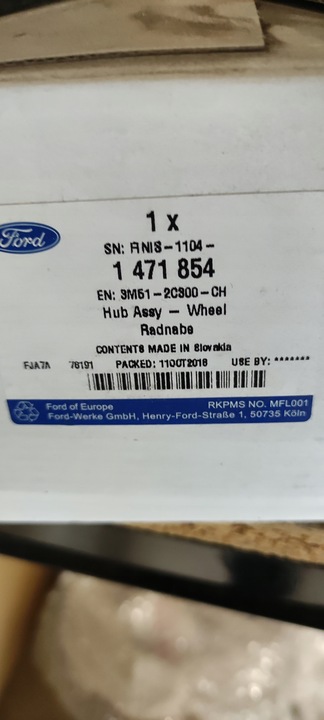 Ford
1 x
SN: FINIS-1104-
1 471 854
EN: 3M51-2C300-CH
Hub Assy - Wheel
Radnabe
CONTENTS MADE IN Slovakia
FJA7A 76191 PACKED: 11OCT2018 USE BY: *******
Ford of Europe RKPMS NO. MFL001
Ford-Werke GmbH, Henry-Ford-Straße 1, 50735 Köln